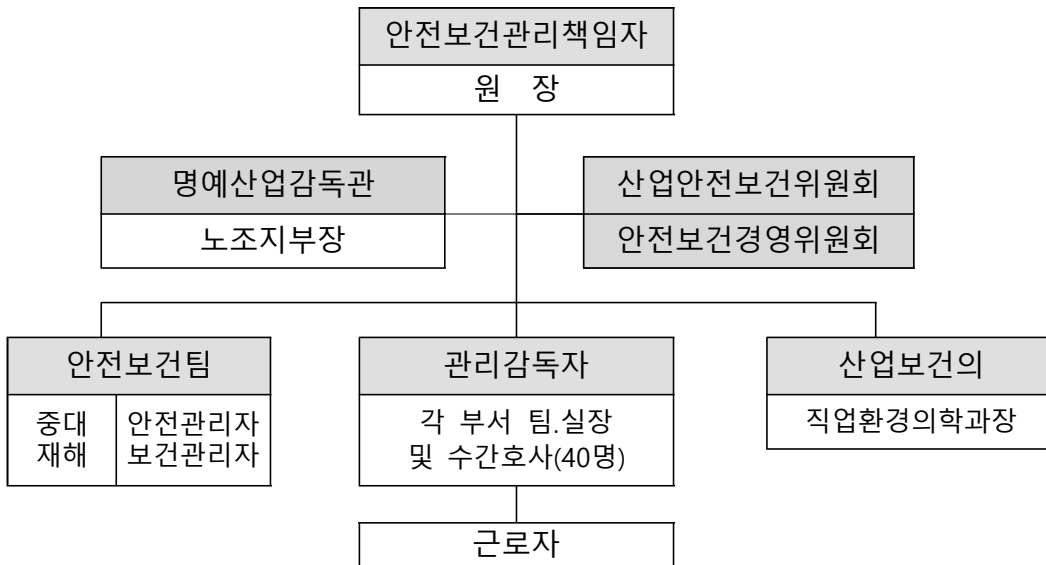 안전보건관리책임자
원 장
명예산업감독관
노조지부장
산업안전보건위원회
안전보건경영위원회
안전보건팀
중대
재해
안전관리자
보건관리자
관리감독자
각 부서 팀.실장
및 수간호사(40명)
산업보건의
직업환경의학과장
근로자